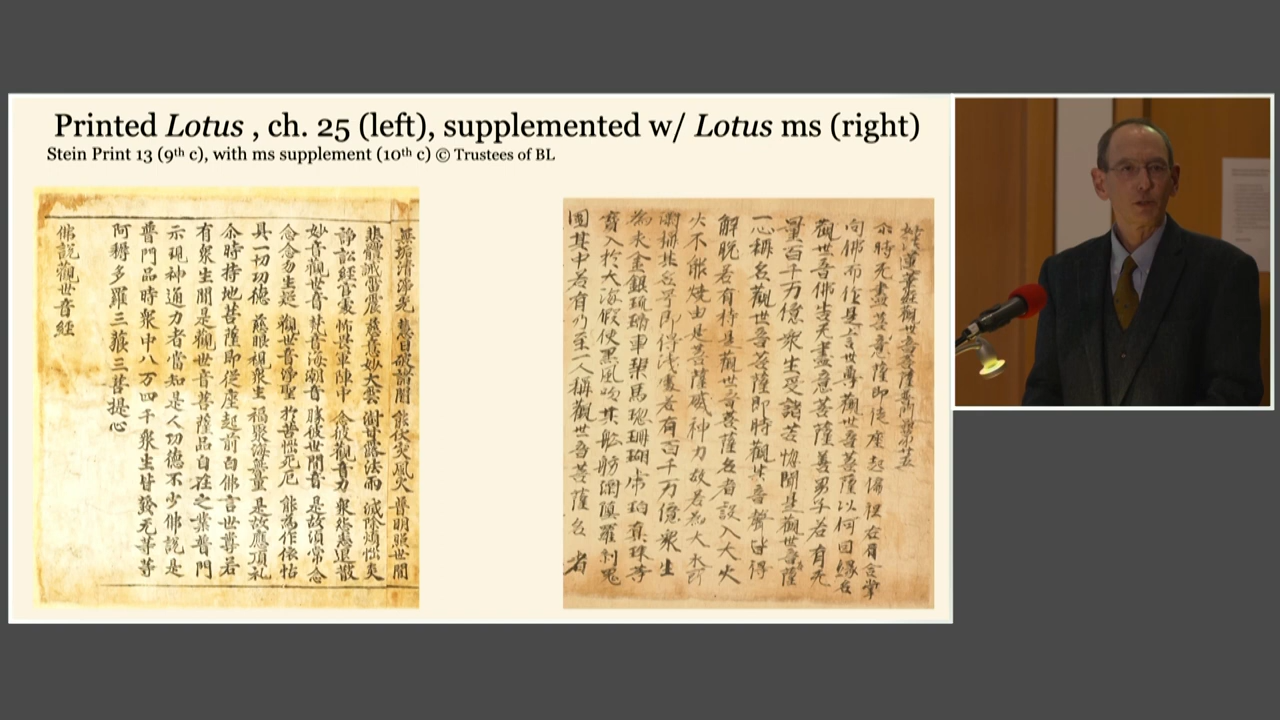 Printed Lotus , ch. 25 (left), supplemented w/ Lotus ms (right)
Stein Print 13 (9th c), with ms supplement (10th c) © Trustees of BL
無垢清淨光 慧日破諸闇 能伏災風火 普明照世間
悲體戒雷震 慈意妙大雲 澍甘露法雨 滅除煩惱炎
諍訟經官處 怖畏軍陣中 念彼觀音力 衆怨悉退散
妙音觀世音 梵音海潮音 勝彼世間音 是故須常念
念念勿生疑 觀世音淨聖 於苦惱死厄 能為作依怙
具一切功德 慈眼視衆生 福聚海無量 是故應頂礼
尒時持地菩薩即從座起前白佛言世尊若
有衆生聞是觀世音菩薩品自在之業普門
示現神通力者當知是人功德不少佛說是
普門品時衆中八万四千衆生皆發无等等
阿耨多羅三藐三菩提心
佛說觀世音經
妙法蓮華經觀世音菩薩普門品第廿五
尒時无盡意菩薩即從座起偏袒右肩合掌
向佛而作是言世尊觀世音菩薩以何因緣名
觀世音佛告无盡意菩薩善男子若有无
量百千万億衆生受諸苦惱聞是觀世音菩薩
一心稱名觀世音菩薩即時觀其音聲皆得
解脫若有持是觀世音菩薩名者設入大火
火不能燒由是菩薩威神力故若為大水所
漂稱其名号即得淺處若有百千万億衆生
為求金銀琉璃車璖馬瑙珊瑚虎珀真珠等
寶入於大海假使黑風吹其舩舫漂墮羅刹鬼
國其中若有乃至一人稱觀世音菩薩名者